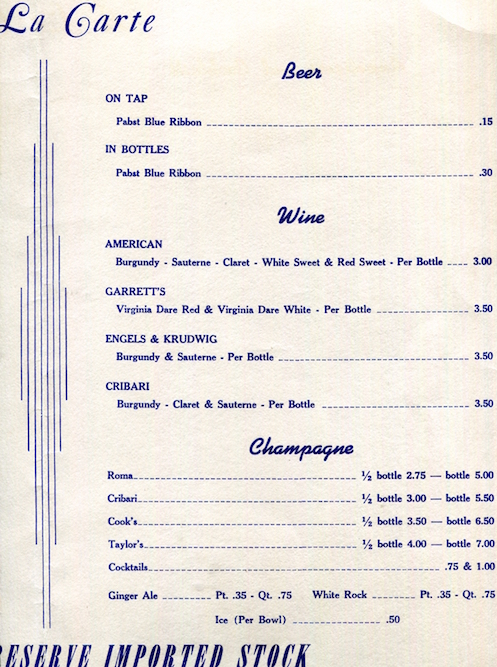 La Carte
Beer
ON TAP
Pabst Blue Ribbon .15
IN BOTTLES
Pabst Blue Ribbon .30
Wine
AMERICAN
Burgundy - Sauterne - Claret - White Sweet & Red Sweet - Per Bottle 3.00
GARRETT'S
Virginia Dare Red & Virginia Dare White - Per Bottle 3.50
ENGELS & KRUDWIG
Burgundy & Sauterne - Per Bottle 3.50
CRIBARI
Burgundy - Claret & Sauterne - Per Bottle 3.50
Champagne
Roma ½ bottle 2.75 — bottle 5.00
Cribari ½ bottle 3.00 — bottle 5.50
Cook's ½ bottle 3.50 — bottle 6.50
Taylor's ½ bottle 4.00 — bottle 7.00
Cocktails .75 & 1.00
Ginger Ale Pt. .35 - Qt. .75 White Rock Pt. .35 - Qt. .75
Ice (Per Bowl) .50
RESERVE IMPORTED STOCK